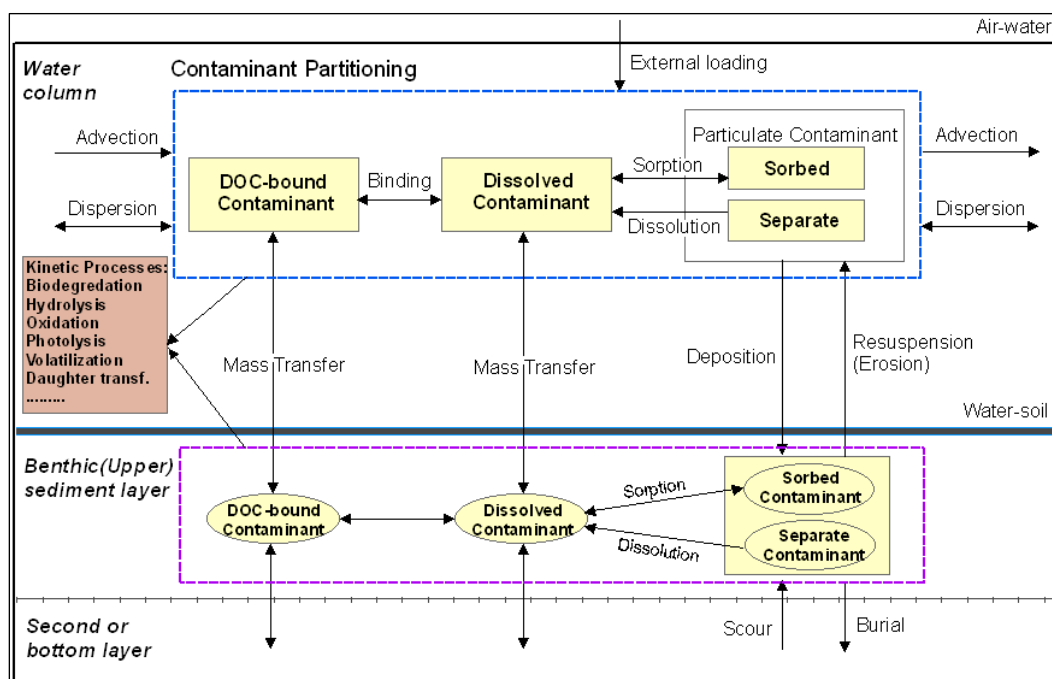 Air-water
Water
column
Contaminant Partitioning
External loading
Advection
Dispersion
DOC-bound
Contaminant
Binding
Dissolved
Contaminant
Sorption
Dissolution
Particulate Contaminant
Sorbed
Separate
Advection
Dispersion
Kinetic Processes:
Biodegredation
Hydrolysis
Oxidation
Photolysis
Volatilization
Daughter transf.
.........
Mass Transfer
Mass Transfer
Deposition
Resuspension
(Erosion)
Water-soil
Benthic(Upper)
sediment layer
DOC-bound
Contaminant
Dissolved
Contaminant
Sorption
Dissolution
Sorbed
Contaminant
Separate
Contaminant
Second or
bottom layer
Scour
Burial